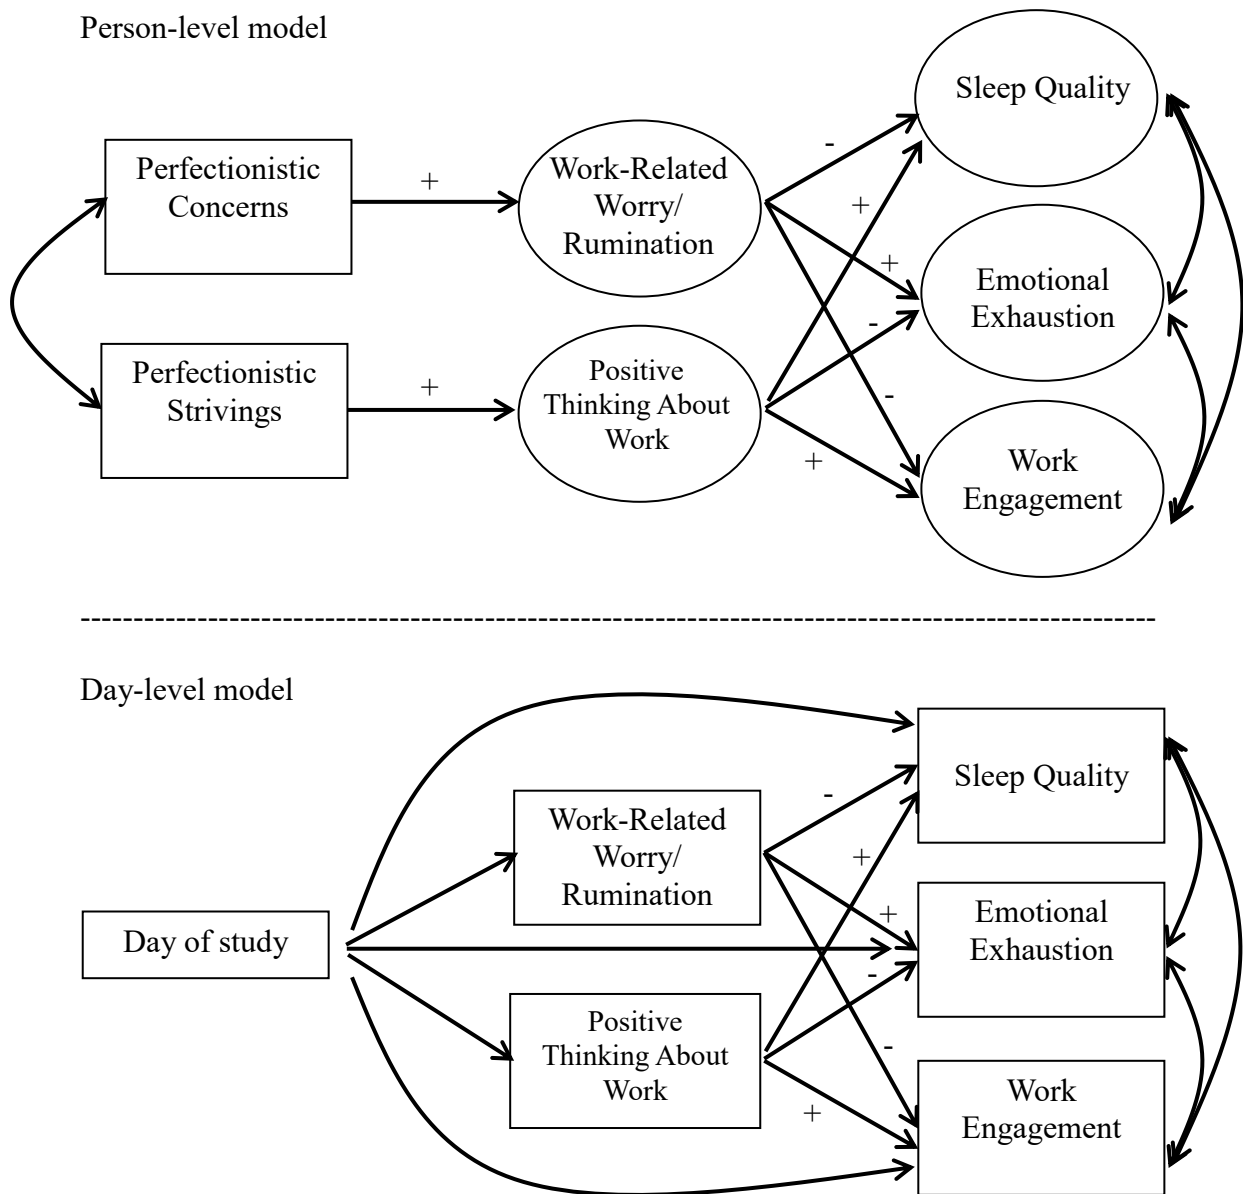 Person-level model
Sleep Quality
Perfectionistic
Concerns
+
Work-Related
Worry/
Rumination
-
+
+
Emotional
Exhaustion
-
Perfectionistic
Strivings
+
Positive
Thinking About
Work
-
+
Work
Engagement
Day-level model
Sleep Quality
-
Work-Related
Worry/
Rumination
+
+
Emotional
Exhaustion
Day of study
-
Positive
Thinking About
Work
-
+
Work
Engagement